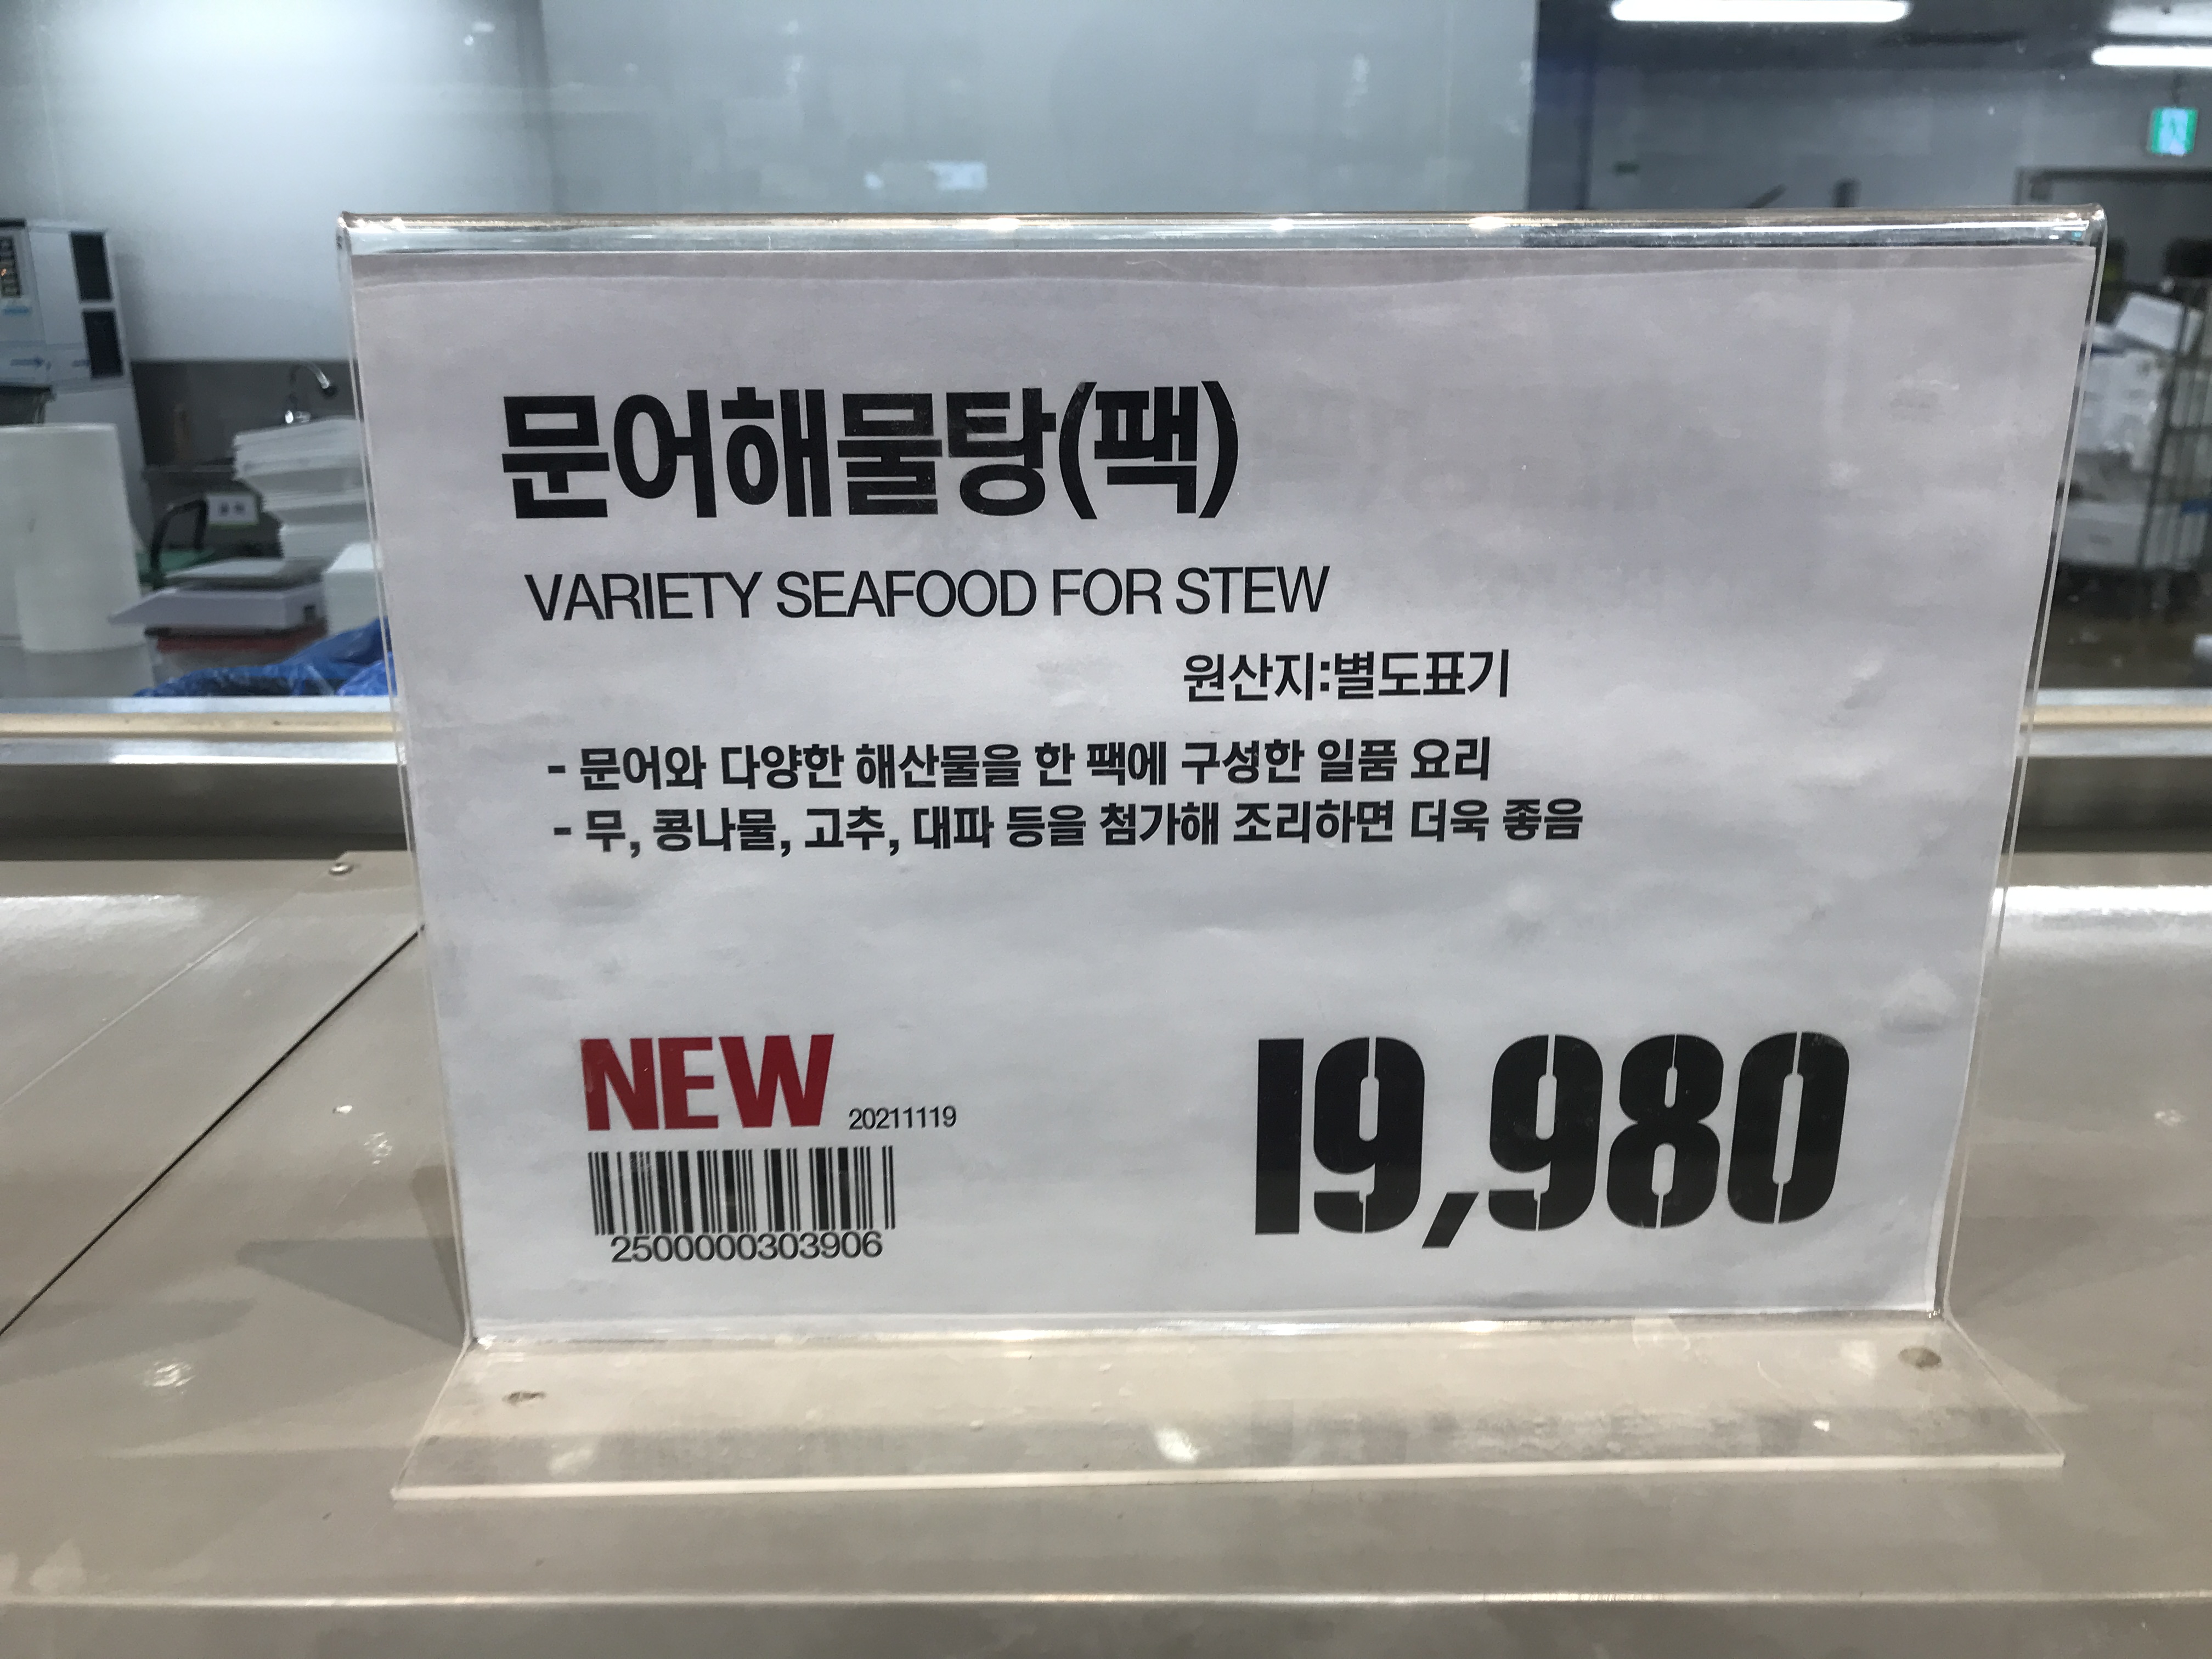 문어해물탕(팩)
VARIETY SEAFOOD FOR STEW
원산지:별도표기
- 문어와 다양한 해산물을 한 팩에 구성한 일품 요리
- 무, 콩나물, 고추, 대파 등을 첨가해 조리하면 더욱 좋음
NEW 20211119
19,980
2500000303906